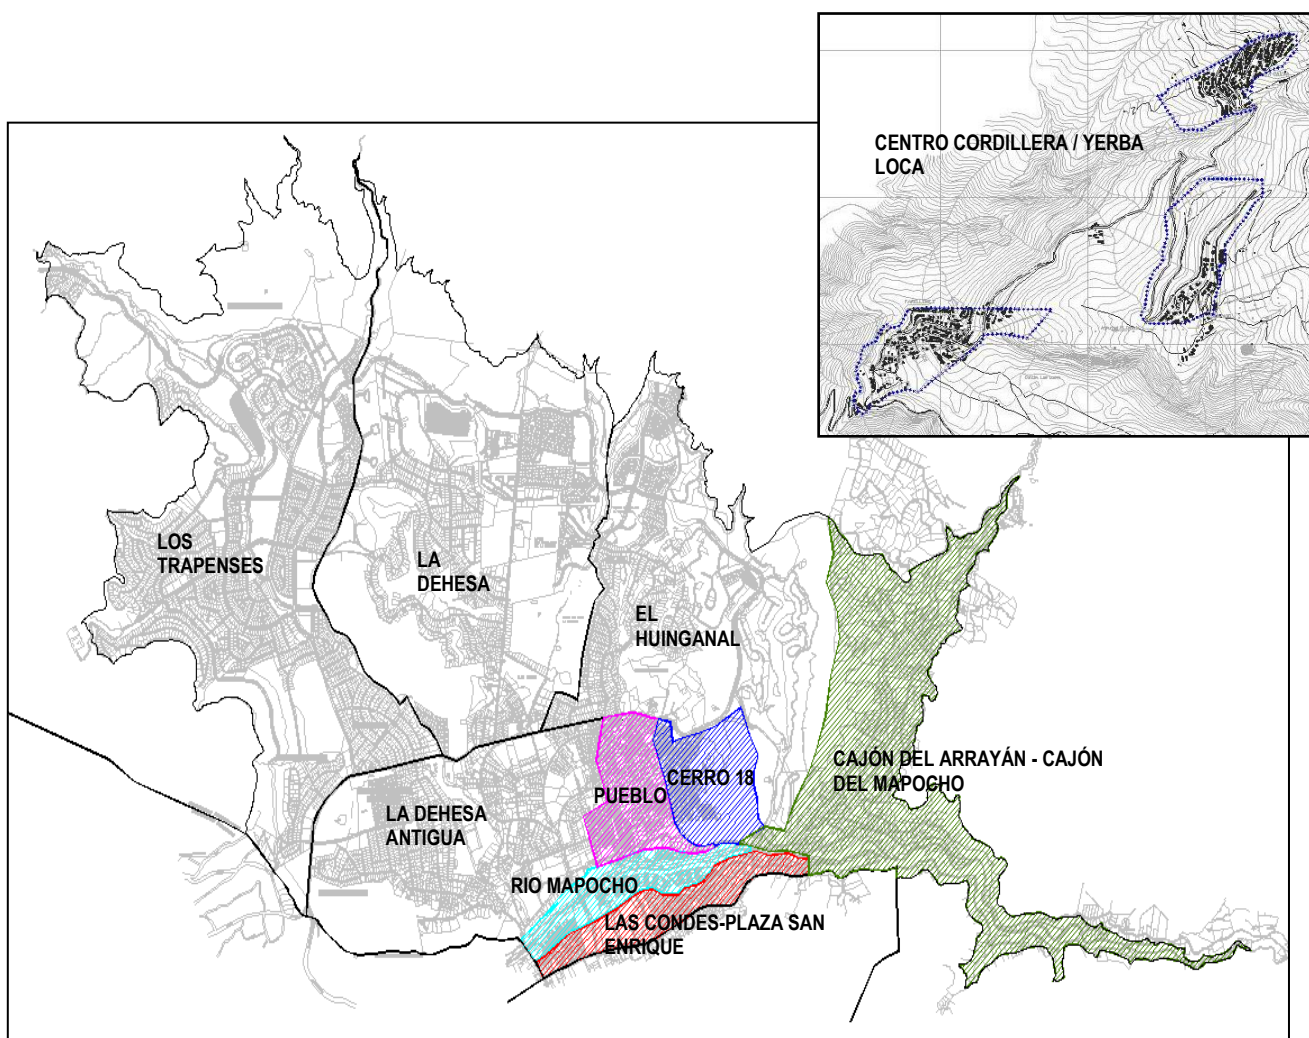 CENTRO CORDILLERA / YERBA
LOCA
LOS
TRAPENSES
LA
DEHESA
EL
HUINGANAL
CAJÓN DEL ARRAYÁN - CAJÓN
DEL MAPOCHO
CERRO 18
PUEBLO
LA DEHESA
ANTIGUA
RIO MAPOCHO
LAS CONDES-PLAZA SAN
ENRIQUE